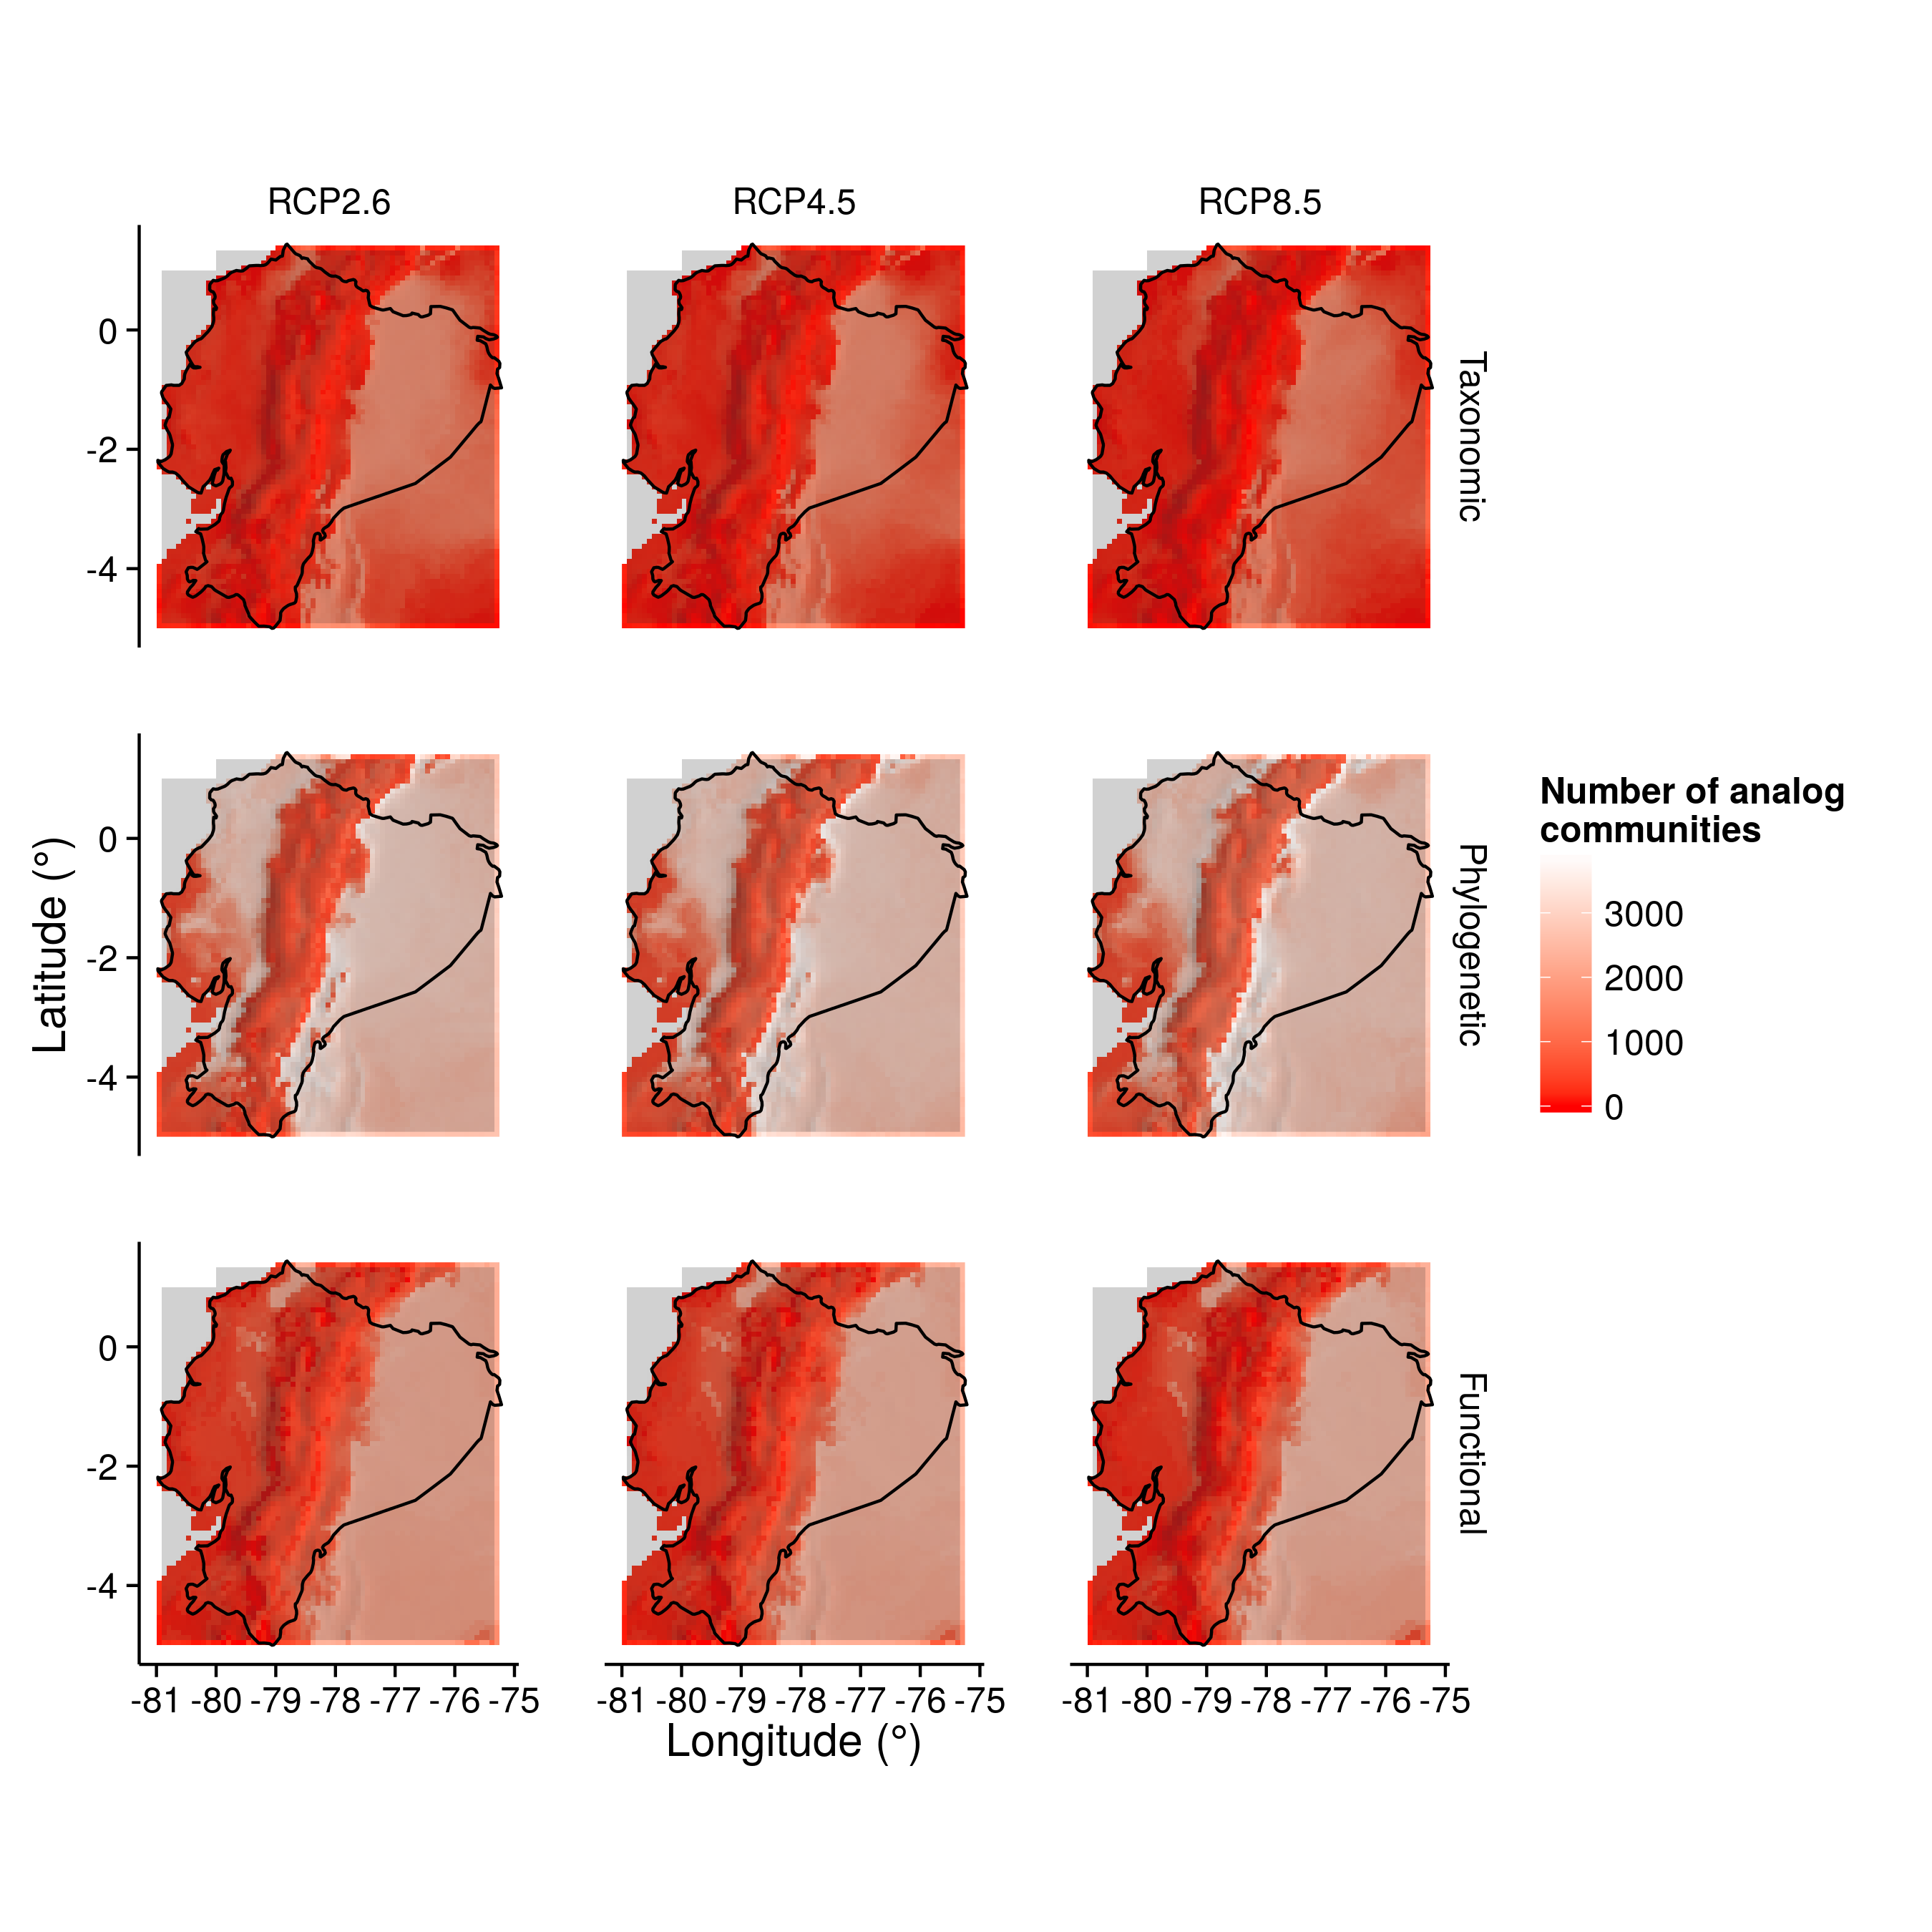 RCP2.6 RCP4.5 RCP8.5
0
-2
-4
Taxonomic
0
-2
-4
Latitude (°)
Phylogenetic
Number of analog
communities
3000
2000
1000
0
0
-2
-4
Functional
-81 -80 -79 -78 -77 -76 -75 -81 -80 -79 -78 -77 -76 -75 -81 -80 -79 -78 -77 -76 -75
Longitude (°)